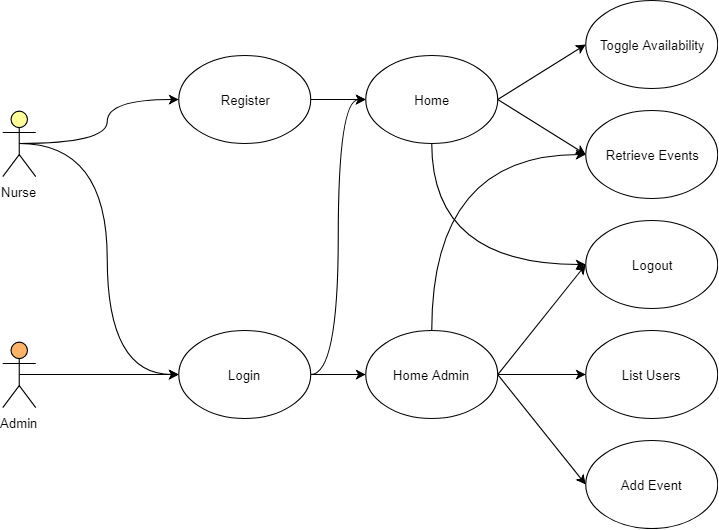 Toggle Availability
Register
Home
Retrieve Events
Nurse
Logout
Login
Home Admin
List Users
Admin
Add Event